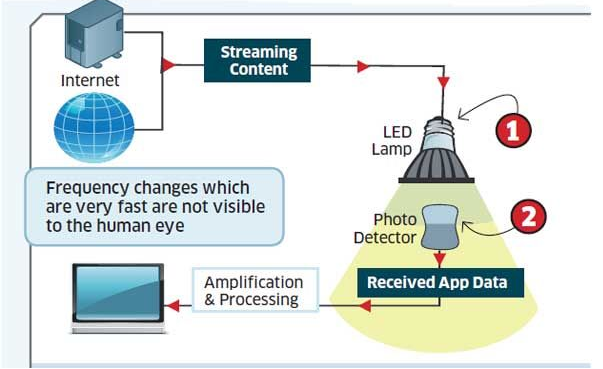 Internet
Streaming
Content
LED
Lamp
1
Frequency changes which
are very fast are not visible
to the human eye
Photo
Detector
2
Received App Data
Amplification
& Processing